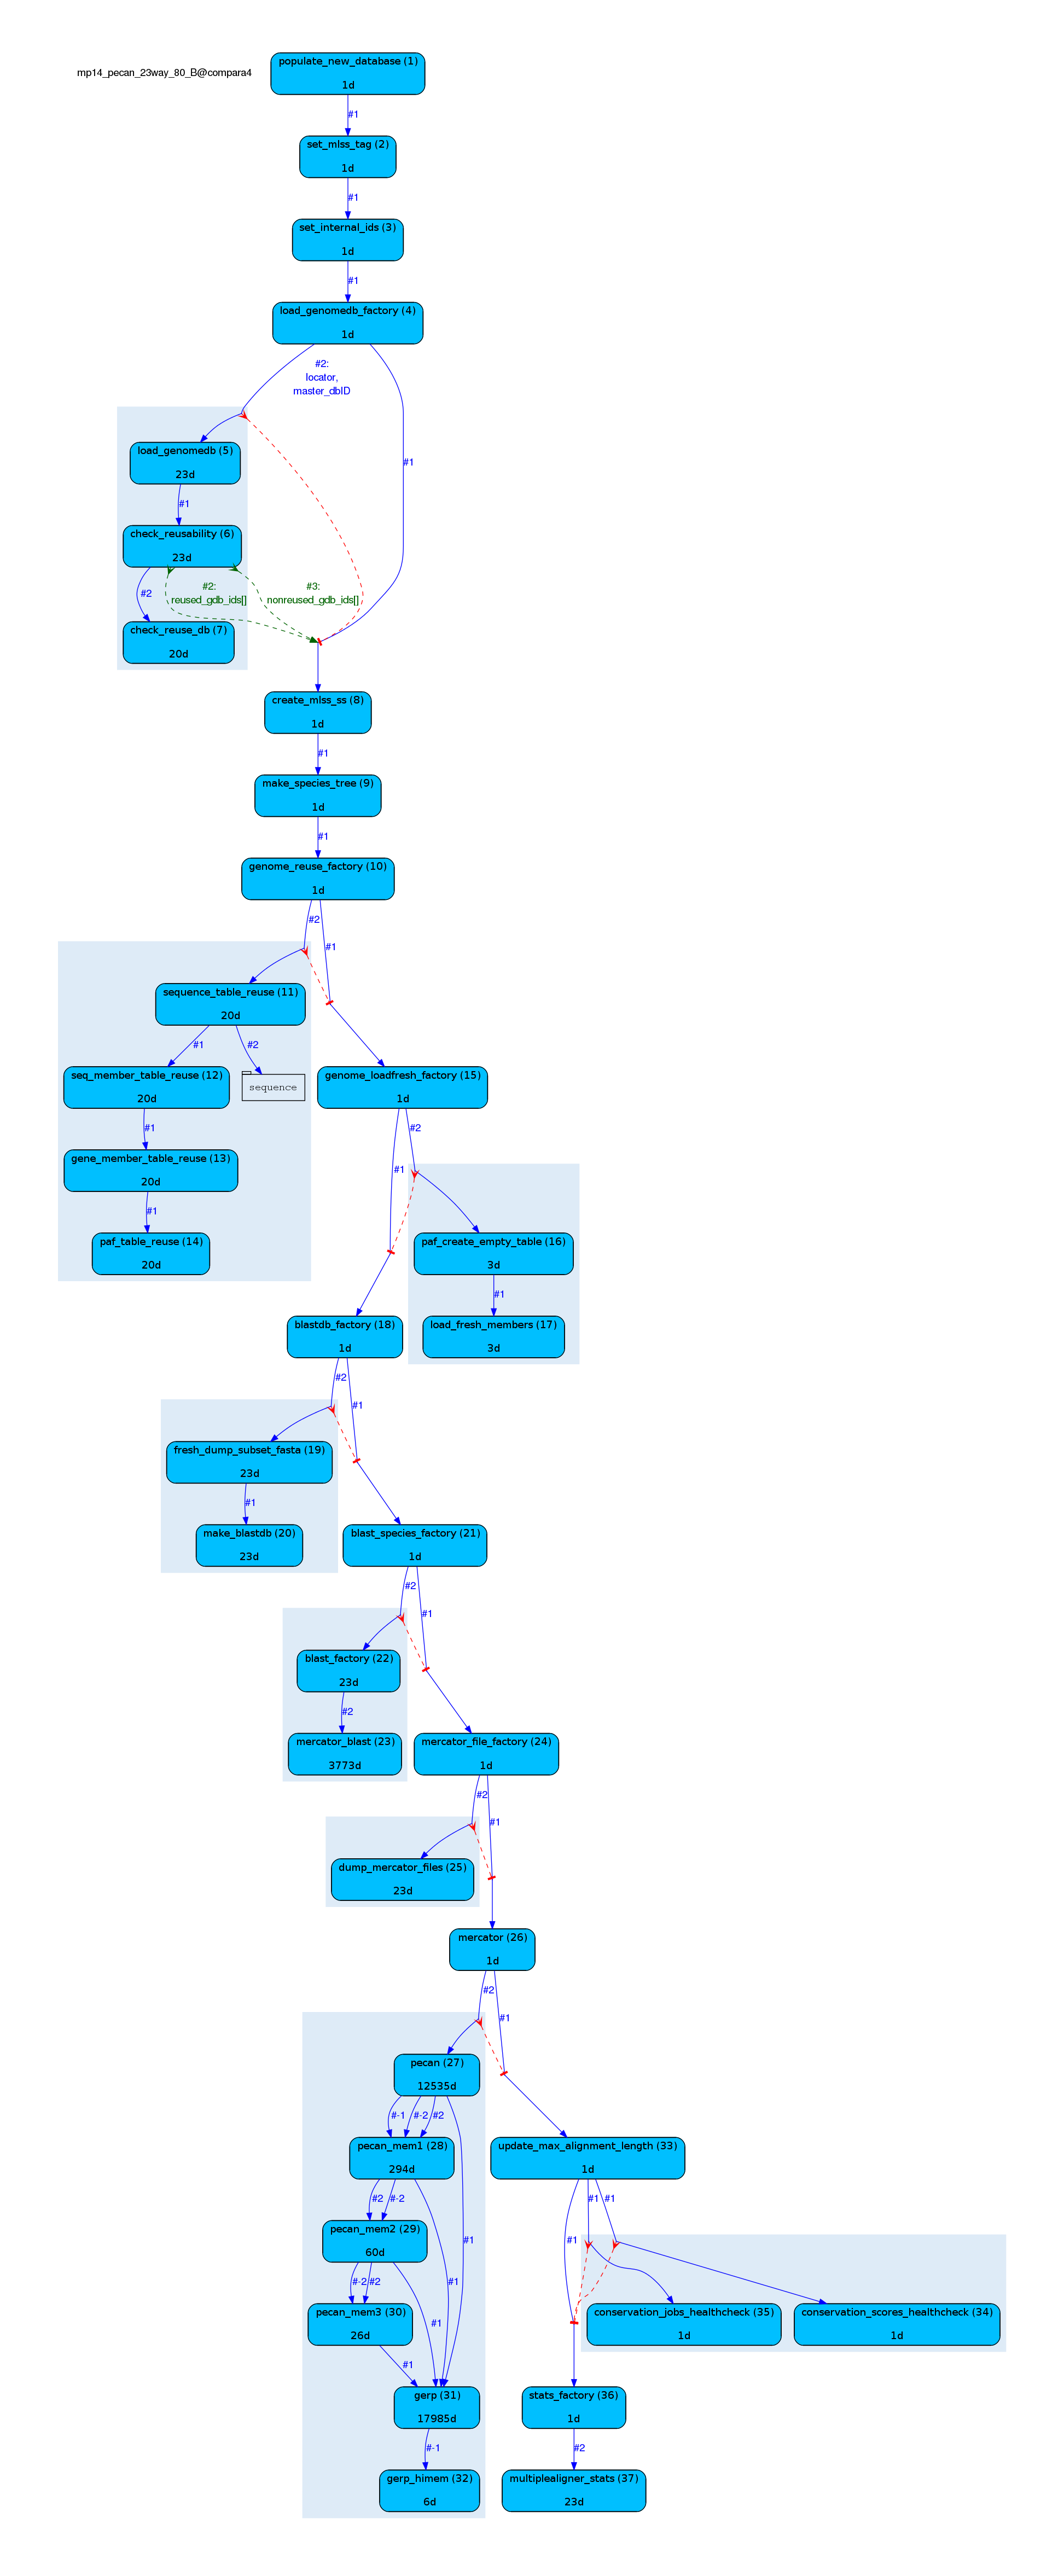 mp14_pecan_23way_80_B@compara4
populate_new_database (1)
1d
#1
set_mlss_tag (2)
1d
#1
set_internal_ids (3)
1d
#1
load_genomedb_factory (4)
1d
#2:
locator,
master_dbID
#1
load_genomedb (5)
23d
#1
check_reusability (6)
23d
#2
#2:
reused_gdb_ids[]
#3:
nonreused_gdb_ids[]
check_reuse_db (7)
20d
create_mlss_ss (8)
1d
#1
make_species_tree (9)
1d
#1
genome_reuse_factory (10)
1d
#2
#1
sequence_table_reuse (11)
20d
#1
#2
seq_member_table_reuse (12)
20d
sequence
genome_loadfresh_factory (15)
1d
#1
#2
gene_member_table_reuse (13)
20d
#1
#1
paf_table_reuse (14)
20d
paf_create_empty_table (16)
3d
#1
blastdb_factory (18)
1d
load_fresh_members (17)
3d
#2
#1
fresh_dump_subset_fasta (19)
23d
#1
make_blastdb (20)
23d
blast_species_factory (21)
1d
#2
#1
blast_factory (22)
23d
#2
mercator_blast (23)
3773d
mercator_file_factory (24)
1d
#2
#1
dump_mercator_files (25)
23d
mercator (26)
1d
#2
#1
pecan (27)
12535d
#-1
#-2
#2
pecan_mem1 (28)
294d
update_max_alignment_length (33)
1d
#2
#-2
#1
#1
pecan_mem2 (29)
60d
#1
#1
#-2
#2
#1
#1
pecan_mem3 (30)
26d
conservation_jobs_healthcheck (35)
1d
conservation_scores_healthcheck (34)
1d
#1
#1
gerp (31)
17985d
stats_factory (36)
1d
#-1
#2
gerp_himem (32)
6d
multiplealigner_stats (37)
23d